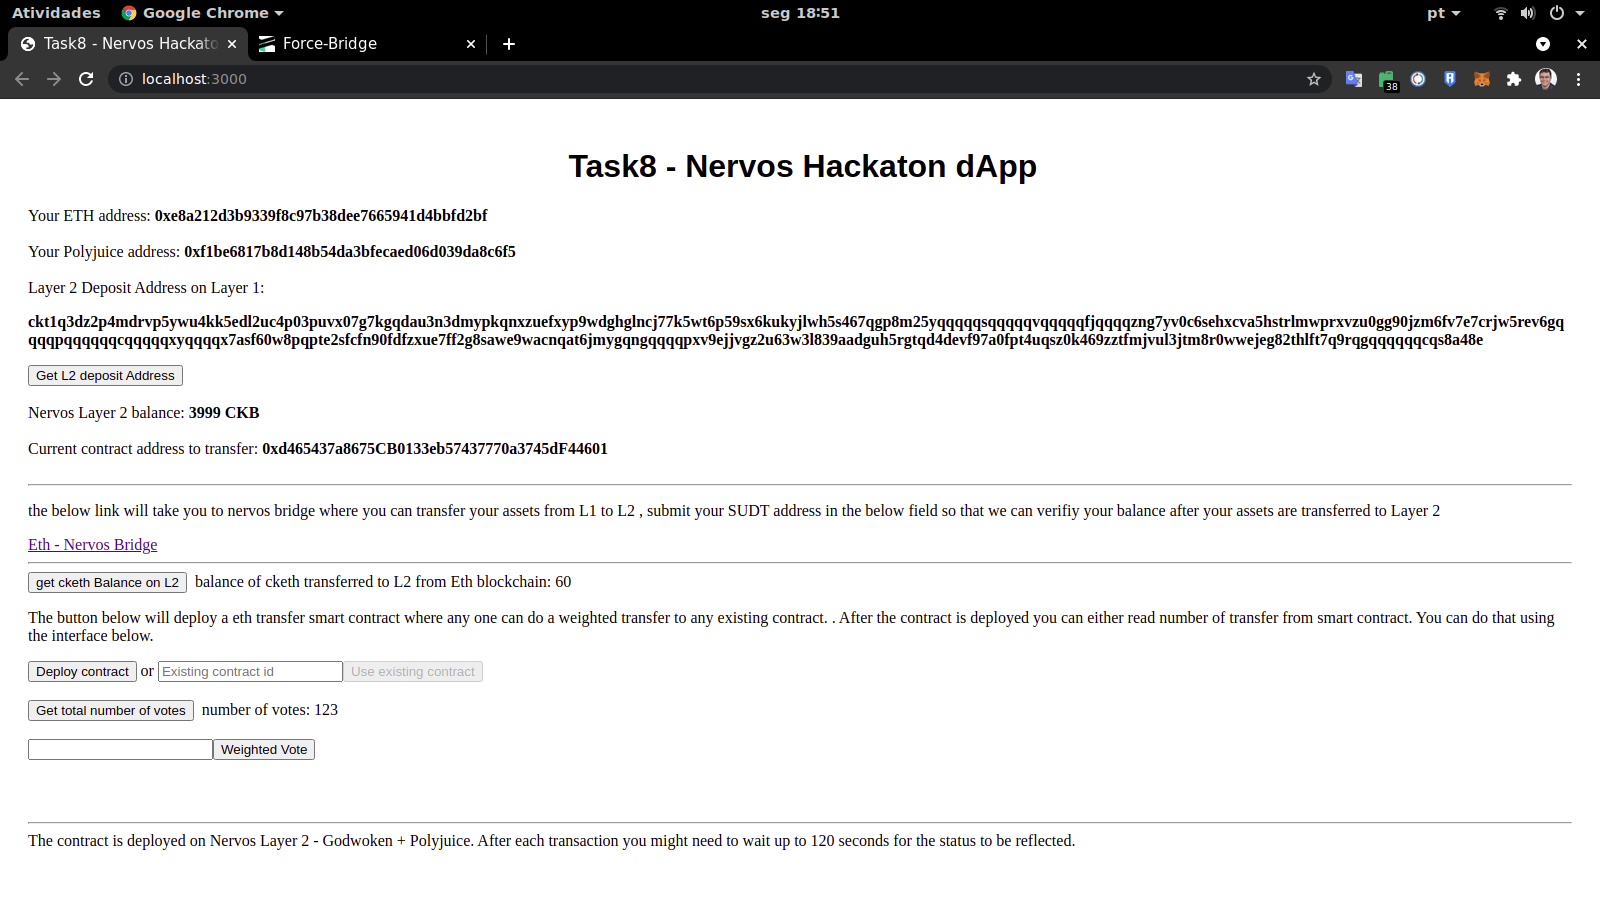 Atividades Google Chrome seg 18:51 pt
Task8 - Nervos Hackato Force-Bridge
localhost:3000
38
Task8 - Nervos Hackaton dApp
Your ETH address: 0xe8a212d3b9339f8c97b38dee7665941d4bbfd2bf
Your Polyjuice address: 0xf1be6817b8d148b54da3bfecaed06d039da8c6f5
Layer 2 Deposit Address on Layer 1:
ckt1q3dz2p4mdrvp5ywu4kk5edl2uc4p03puvx07g7kgqdau3n3dmypkqnxzuefxyp9wdghglncj77k5wt6p59sx6kukyjlwh5s467qgp8m25yqqqqqsqqqqqvqqqqqfjqqqqzng7yv0c6sehxcva5hstrlmwprxvzu0gg90jzm6fv7e7crjw5rev6gq
qqqpqqqqqqcqqqqqxyqqqqx7asf60w8pqpte2sfcfn90fdfzxue7ff2g8sawe9wacnqat6jmygqngqqqqpxv9ejjvgz2u63w3l839aadguh5rgtqd4devf97a0fpt4uqsz0k469zztfmjvul3jtm8r0wwejeg82thlft7q9rqgqqqqqqcqs8a48e
Get L2 deposit Address
Nervos Layer 2 balance: 3999 CKB
Current contract address to transfer: 0xd465437a8675CB0133eb57437770a3745dF44601
the below link will take you to nervos bridge where you can transfer your assets from L1 to L2 , submit your SUDT address in the below field so that we can verifiy your balance after your assets are transferred to Layer 2
Eth - Nervos Bridge
get cketh Balance on L2 balance of cketh transferred to L2 from Eth blockchain: 60
The button below will deploy a eth transfer smart contract where any one can do a weighted transfer to any existing contract. . After the contract is deployed you can either read number of transfer from smart contract. You can do that using
the interface below.
Deploy contract or Existing contract id Use existing contract
Get total number of votes number of votes: 123
Weighted Vote
The contract is deployed on Nervos Layer 2 - Godwoken + Polyjuice. After each transaction you might need to wait up to 120 seconds for the status to be reflected.